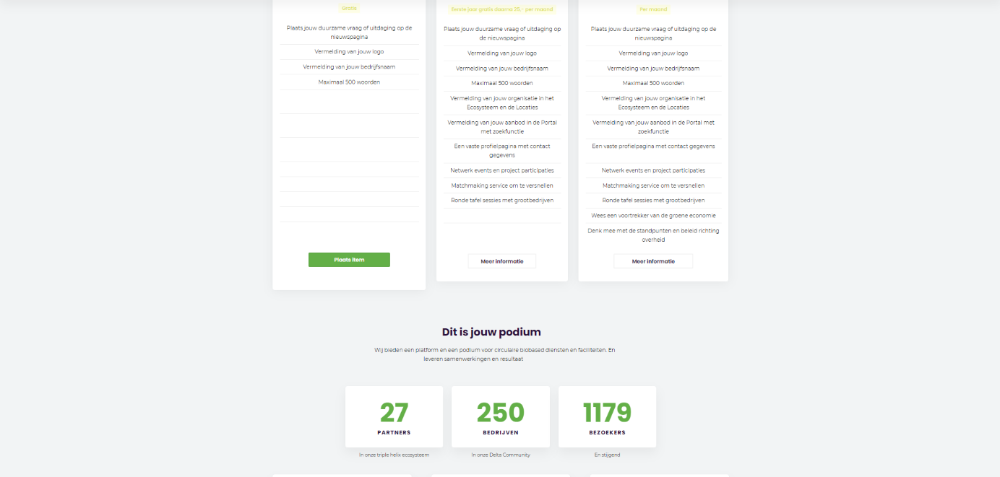 Gratis
Plaats jouw duurzame vraag of uitdaging op de
nieuwspagina
Vermelding van jouw logo
Vermelding van jouw bedrijfsnaam
Maximaal 500 woorden
Plaats item
Eerste jaar gratis daarna 25,- per maand
Plaats jouw duurzame vraag of uitdaging op
de nieuwspagina
Vermelding van jouw logo
Vermelding van jouw bedrijfsnaam
Maximaal 500 woorden
Vermelding van jouw organisatie in het
Ecosysteem en de Locaties
Vermelding van jouw aanbod in de Portal
met zoekfunctie
Een vaste profielpagina met contact
gegevens
Netwerk events en project participaties
Matchmaking service om te versnellen
Ronde tafel sessies met grootbedrijven
Meer informatie
Per maand
Plaats jouw duurzame vraag of uitdaging op de
nieuwspagina
Vermelding van jouw logo
Vermelding van jouw bedrijfsnaam
Maximaal 500 woorden
Vermelding van jouw organisatie in het
Ecosysteem en de Locaties
Vermelding van jouw aanbod in de Portal met
zoekfunctie
Een vaste profielpagina met contact gegevens
Netwerk events en project participaties
Matchmaking service om te versnellen
Ronde tafel sessies met grootbedrijven
Wees een voortrekker van de groene economie
Denk mee met de standpunten en beleid richting
overheid
Meer informatie
Dit is jouw podium
Wij bieden een platform en een podium voor circulaire biobased diensten en faciliteiten. En
leveren samenwerkingen en resultaat
27
PARTNERS
In onze triple helix ecosysteem
250
BEDRIJVEN
In onze Delta Community
1179
BEZOEKERS
En stijgend